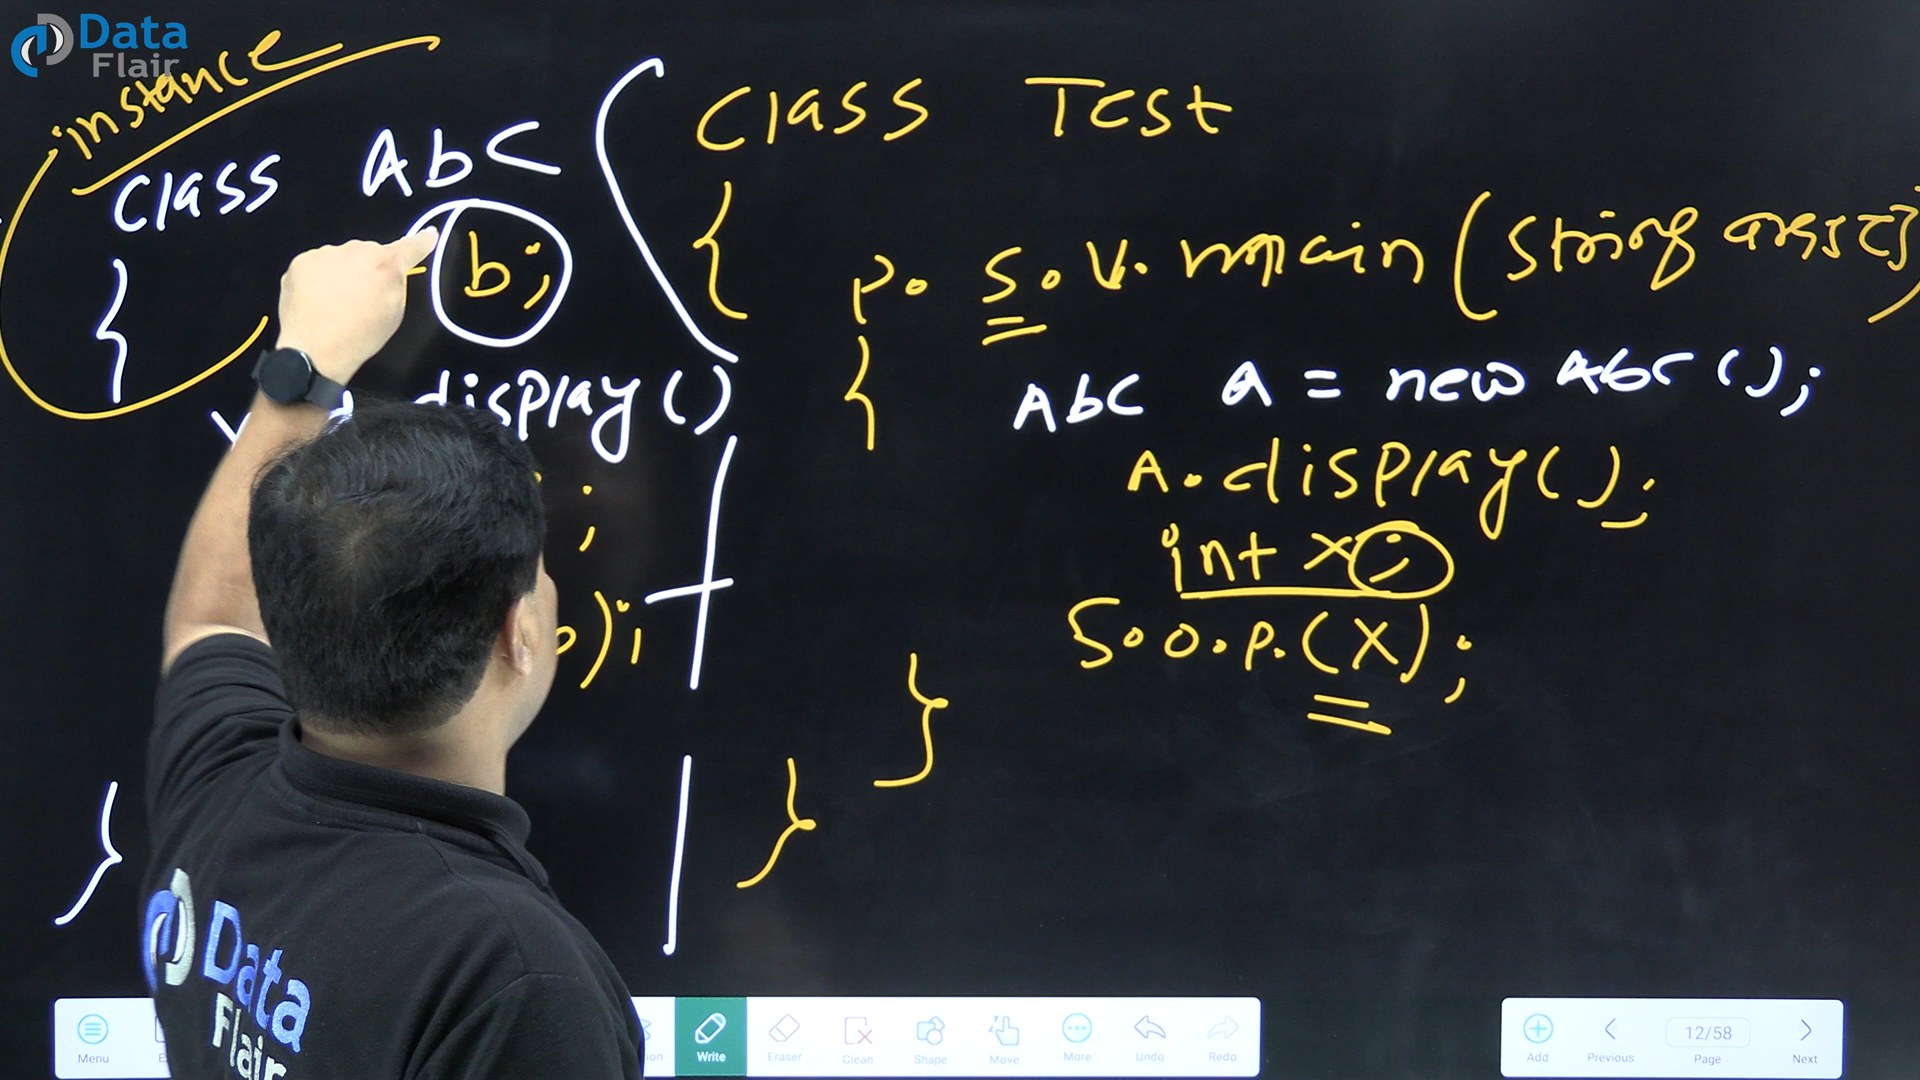 Data
Flair
instance
class Abc
{
b;
display()
;
);
}
class Test
{
p. s. v. main (string args[])
{
Abc A = new Abc();
A.display();
int x;
S.o.p.(x);
}
}
Data
Flair
Menu
Write
Eraser
Clean
Shape
Move
More
Undo
Redo
Add
Previous
12/58
Page
Next